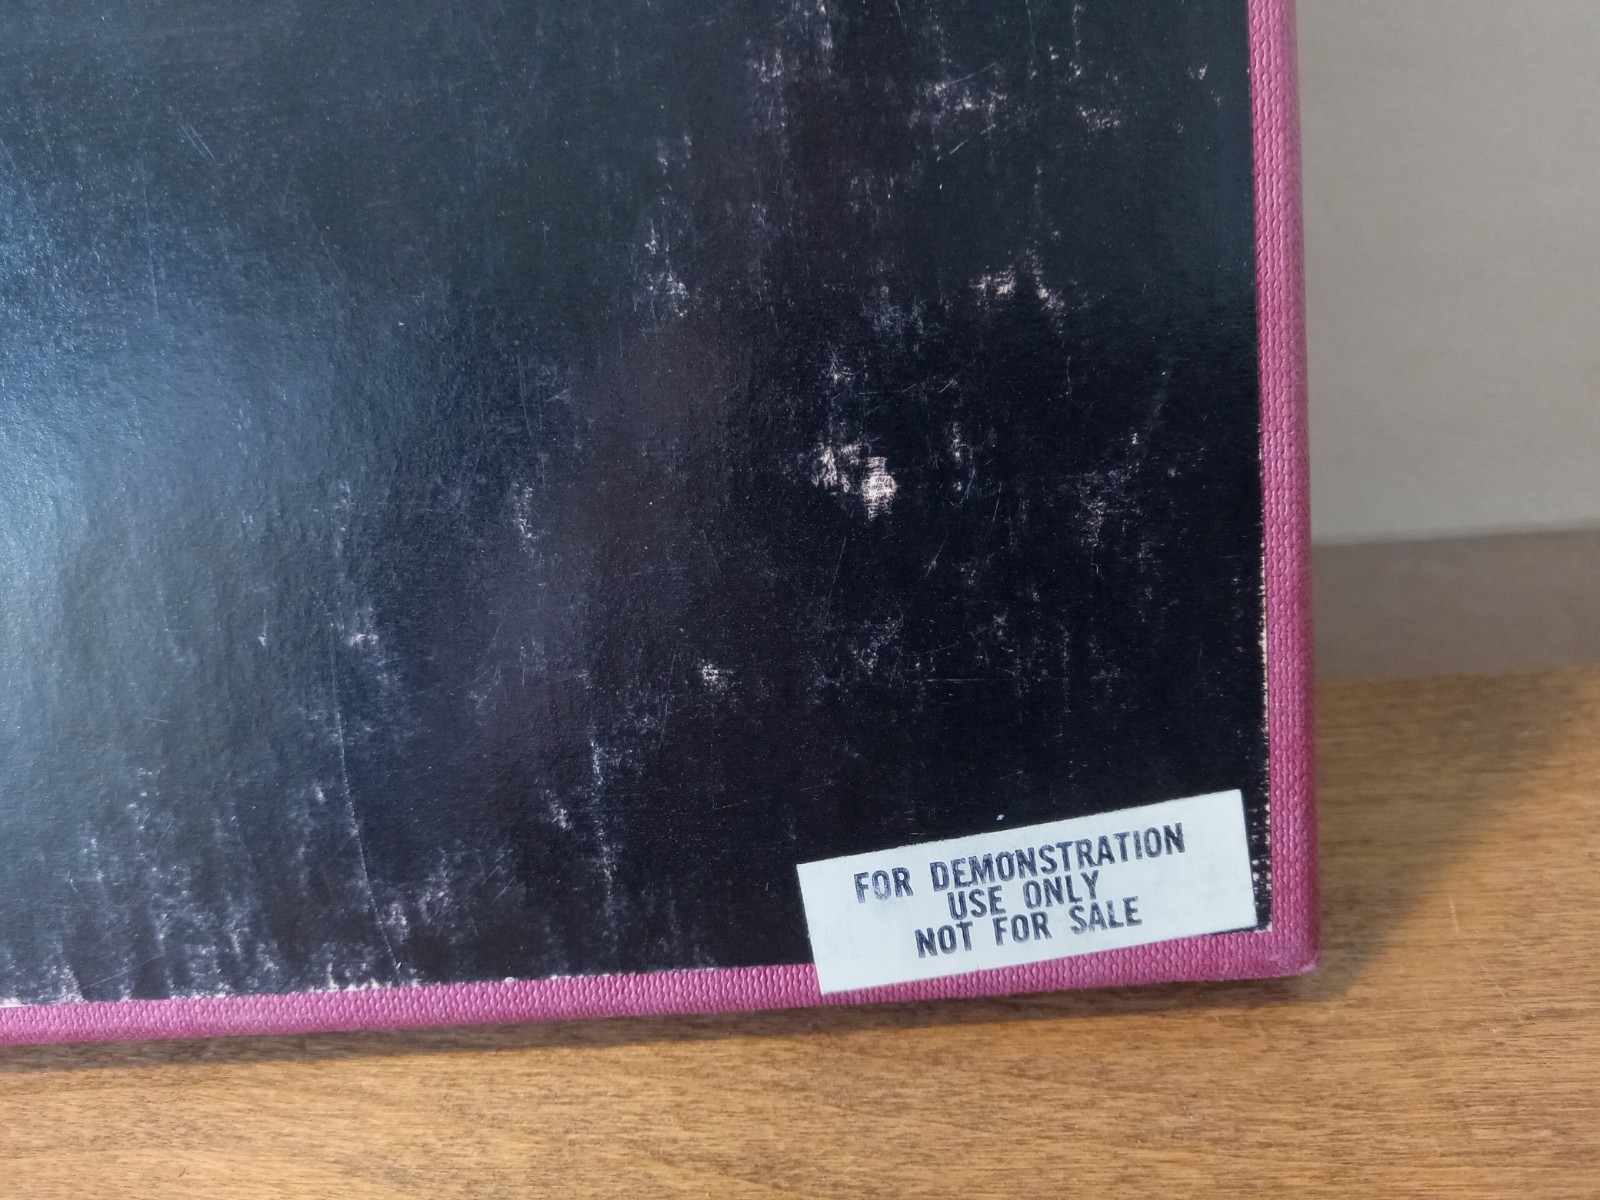 FOR DEMONSTRATION
USE ONLY
NOT FOR SALE